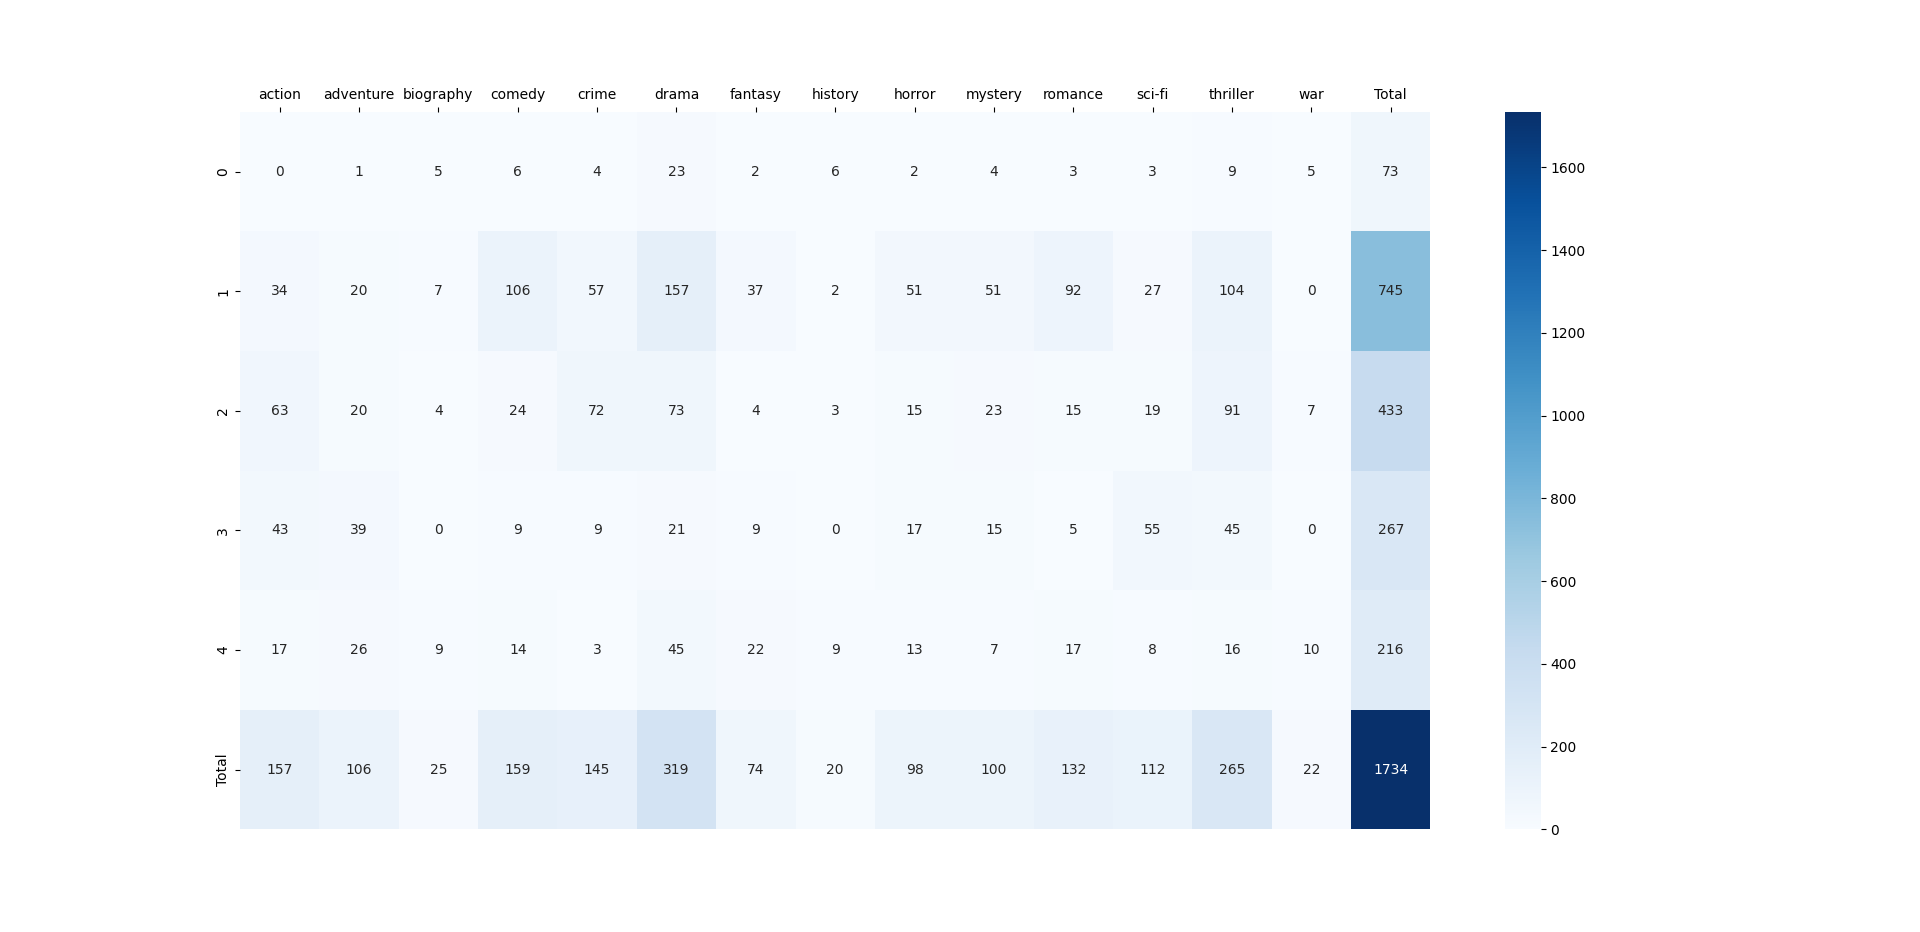 action adventure biography comedy crime drama fantasy history horror mystery romance sci-fi thriller war Total
0 0 1 5 6 4 23 2 6 2 4 3 3 9 5 73
1 34 20 7 106 57 157 37 2 51 51 92 27 104 0 745
2 63 20 4 24 72 73 4 3 15 23 15 19 91 7 433
3 43 39 0 9 9 21 9 0 17 15 5 55 45 0 267
4 17 26 9 14 3 45 22 9 13 7 17 8 16 10 216
Total 157 106 25 159 145 319 74 20 98 100 132 112 265 22 1734
1600
1400
1200
1000
800
600
400
200
0